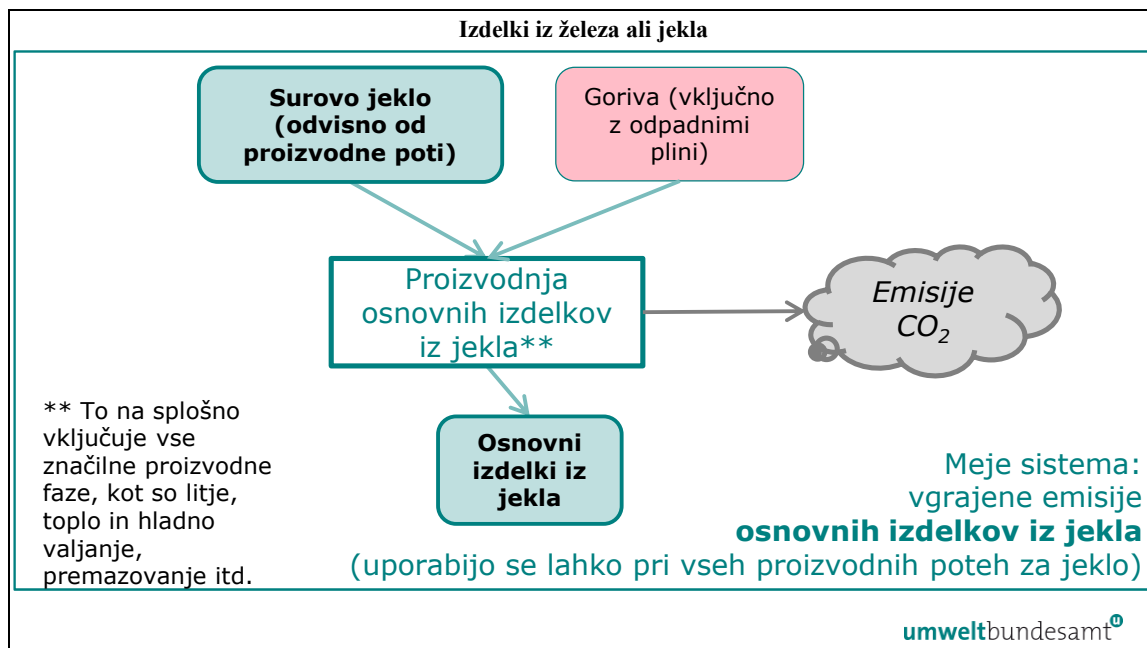 Izdelki iz železa ali jekla
Surovo jeklo
(odvisno od
proizvodne poti)
Goriva (vključno
z odpadnimi
plini)
Proizvodnja
osnovnih izdelkov
iz jekla**
Emisije
CO2
** To na splošno
vključuje vse
značilne proizvodne
faze, kot so litje,
toplo in hladno
valjanje,
premazovanje itd.
Osnovni
izdelki iz
jekla
Meje sistema:
vgrajene emisije
osnovnih izdelkov iz jekla
(uporabijo se lahko pri vseh proizvodnih poteh za jeklo)
umweltbundesamt u